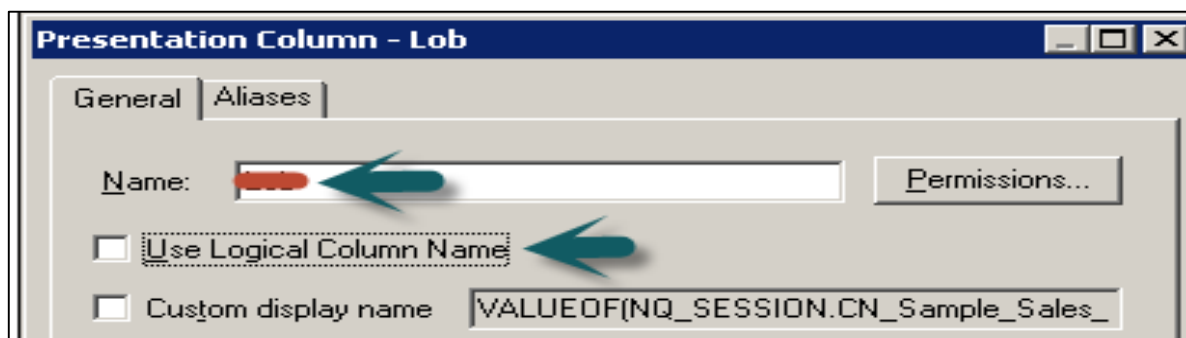 Presentation Column - Lob
General Aliases
Name: Permissions...
Use Logical Column Name
Custom display name VALUEOF(NQ_SESSION.CN_Sample_Sales_